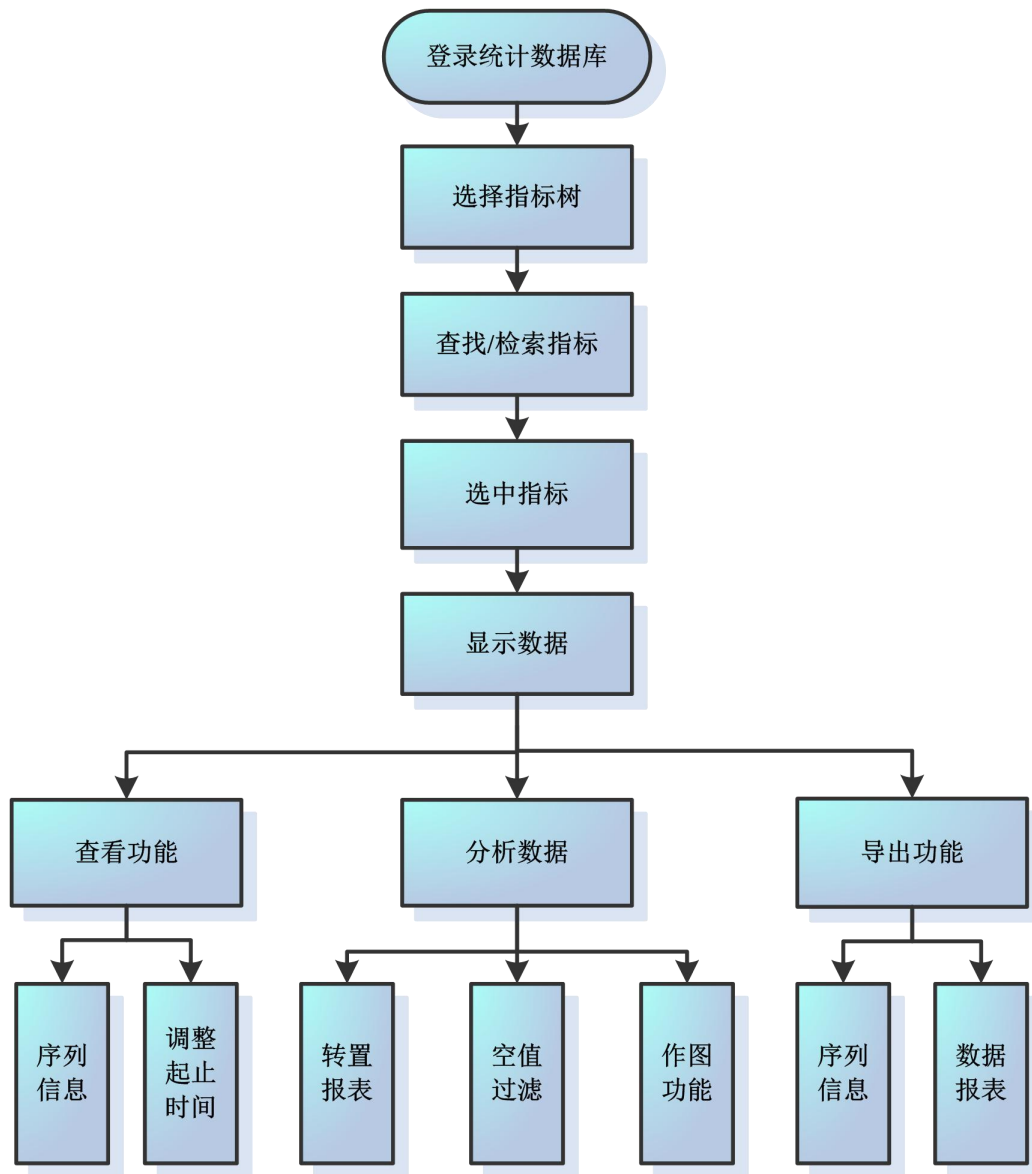 登录统计数据库
选择指标树
查找/检索指标
选中指标
显示数据
查看功能
分析数据
导出功能
序列
信息
调整
起止
时间
转置
报表
空值
过滤
作图
功能
序列
信息
数据
报表